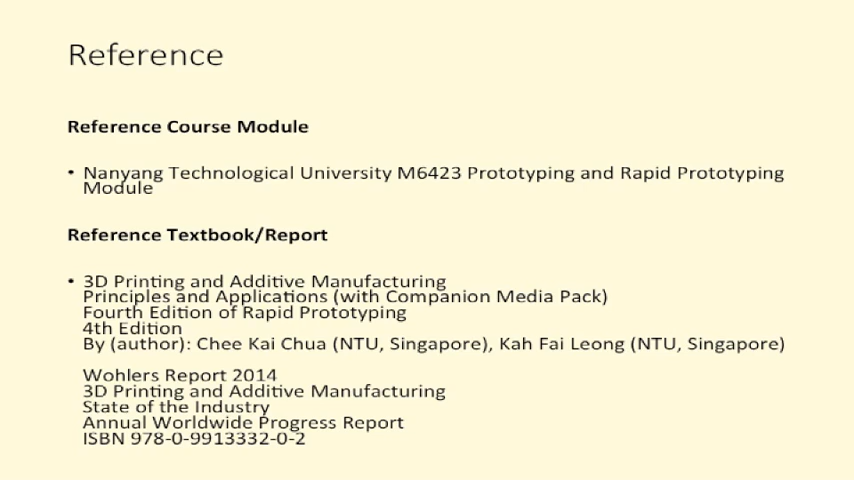 Reference
Reference Course Module
• Nanyang Technological University M6423 Prototyping and Rapid Prototyping
Module
Reference Textbook/Report
• 3D Printing and Additive Manufacturing
Principles and Applications (with Companion Media Pack)
Fourth Edition of Rapid Prototyping
4th Edition
By (author): Chee Kai Chua (NTU, Singapore), Kah Fai Leong (NTU, Singapore)
Wohlers Report 2014
3D Printing and Additive Manufacturing
State of the Industry
Annual Worldwide Progress Report
ISBN 978-0-9913332-0-2